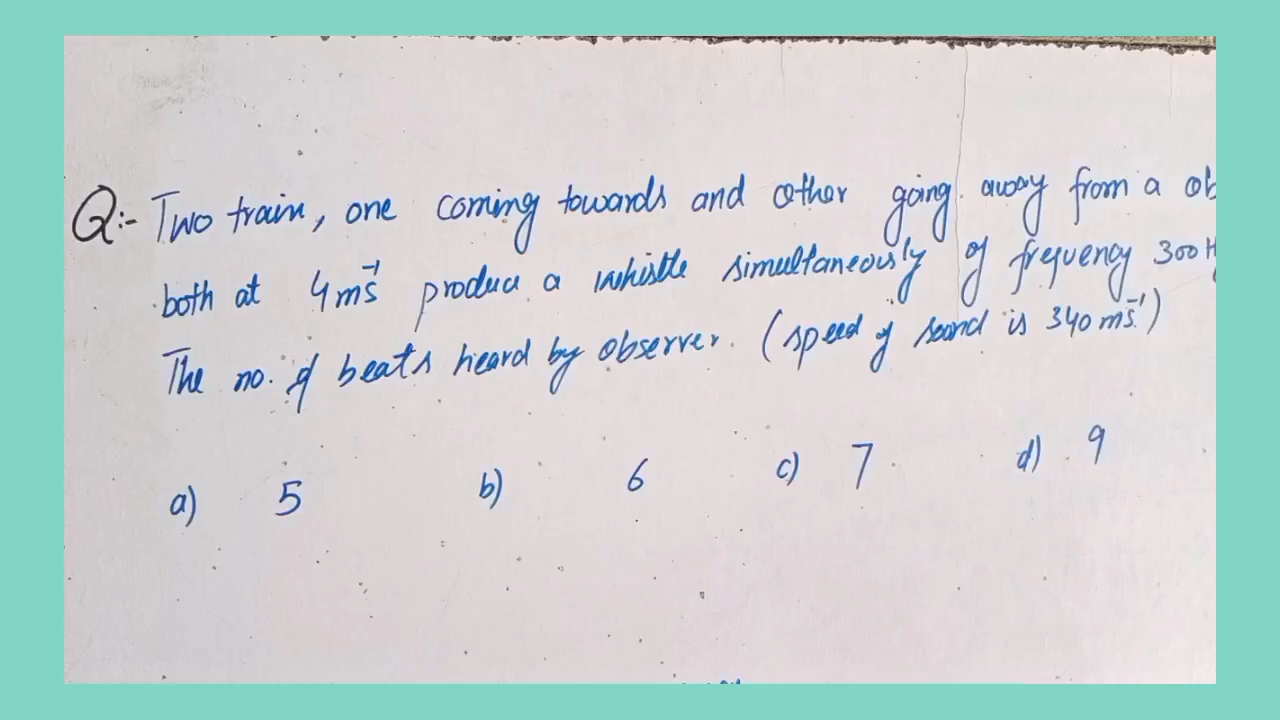 Q:- Two train, one coming towards and other going away from a ob
both at 4 ms⁻¹ produce a whistle simultaneously of frequency 300 H
The no. of beats heard by observer. (speed of sound is 340 ms⁻¹)
a) 5 b) 6 c) 7 d) 9